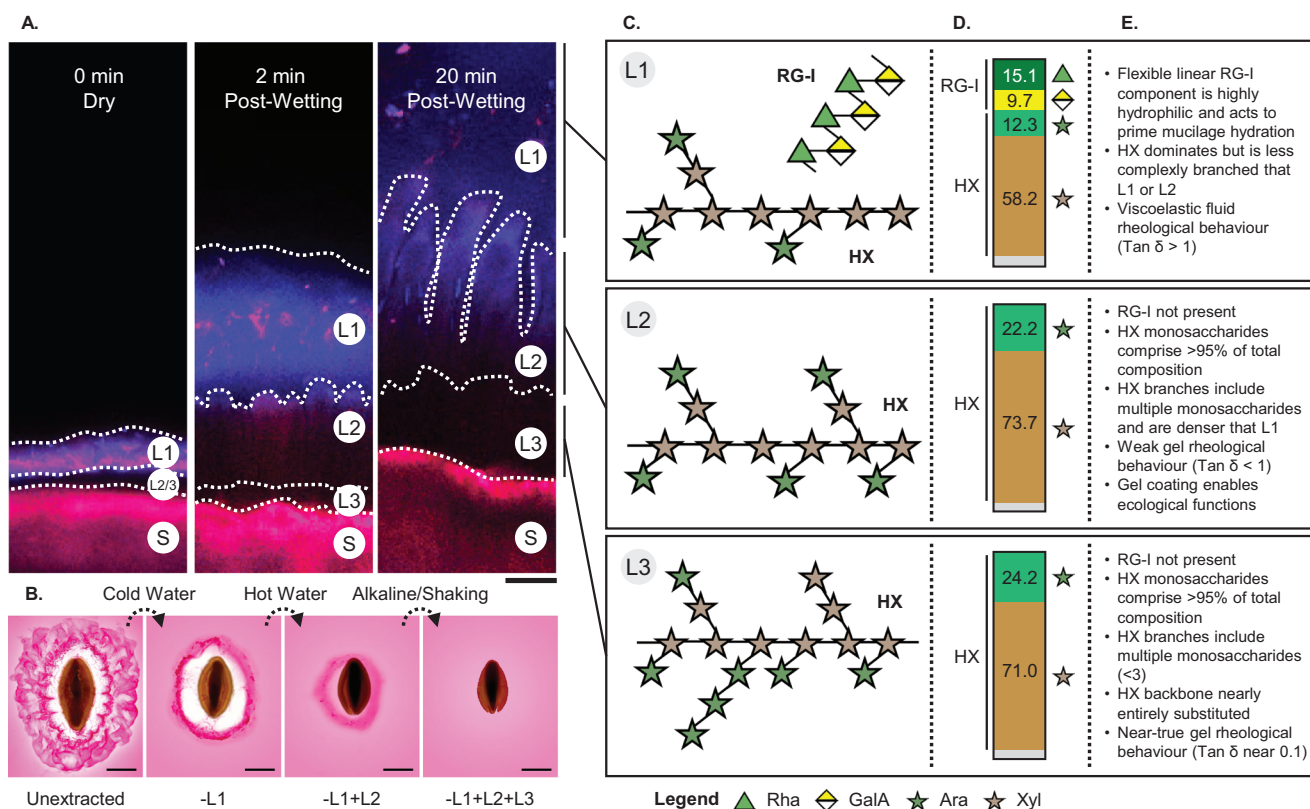 A.
0 min
Dry
2 min
Post-Wetting
20 min
Post-Wetting
L1
L2/3
S
L1
L2
L3
S
L1
L2
L3
S
B.
Cold Water
Hot Water
Alkaline/Shaking
Unextracted
-L1
-L1+L2
-L1+L2+L3
C.
D.
E.
L1
RG-I
HX
RG-I
HX
15.1
9.7
12.3
58.2
• Flexible linear RG-I
component is highly
hydrophilic and acts to
prime mucilage hydration
• HX dominates but is less
complexly branched that
L1 or L2
• Viscoelastic fluid
rheological behaviour
(Tan δ > 1)
L2
HX
HX
22.2
73.7
• RG-I not present
• HX monosaccharides
comprise >95% of total
composition
• HX branches include
multiple monosaccharides
and are denser that L1
• Weak gel rheological
behaviour (Tan δ < 1)
• Gel coating enables
ecological functions
L3
HX
HX
24.2
71.0
• RG-I not present
• HX monosaccharides
comprise >95% of total
composition
• HX branches include
multiple monosaccharides
(<3)
• HX backbone nearly
entirely substituted
• Near-true gel rheological
behaviour (Tan δ near 0.1)
Legend Rha GalA Ara Xyl